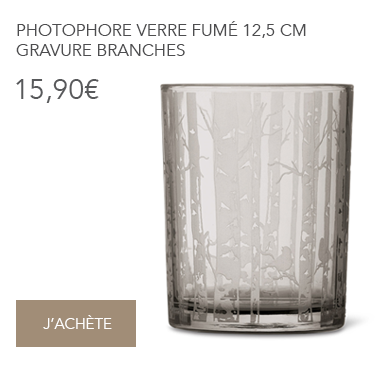 PHOTOPHORE VERRE FUMÉ 12,5 CM
GRAVURE BRANCHES
15,90€
J'ACHÈTE